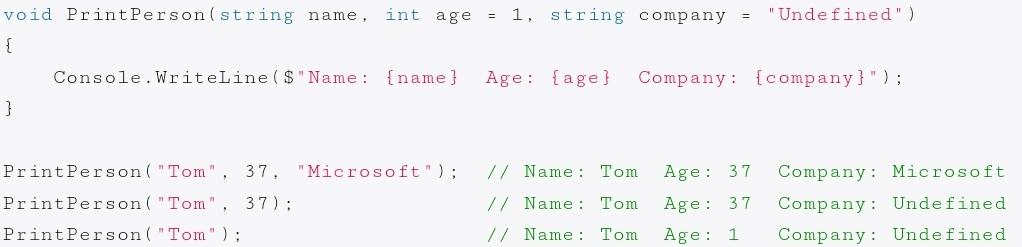 void PrintPerson(string name, int age = 1, string company = "Undefined")
{
    Console.WriteLine($"Name: {name}  Age: {age}  Company: {company}");
}

PrintPerson("Tom", 37, "Microsoft");  // Name: Tom  Age: 37  Company: Microsoft
PrintPerson("Tom", 37);               // Name: Tom  Age: 37  Company: Undefined
PrintPerson("Tom");                   // Name: Tom  Age: 1   Company: Undefined